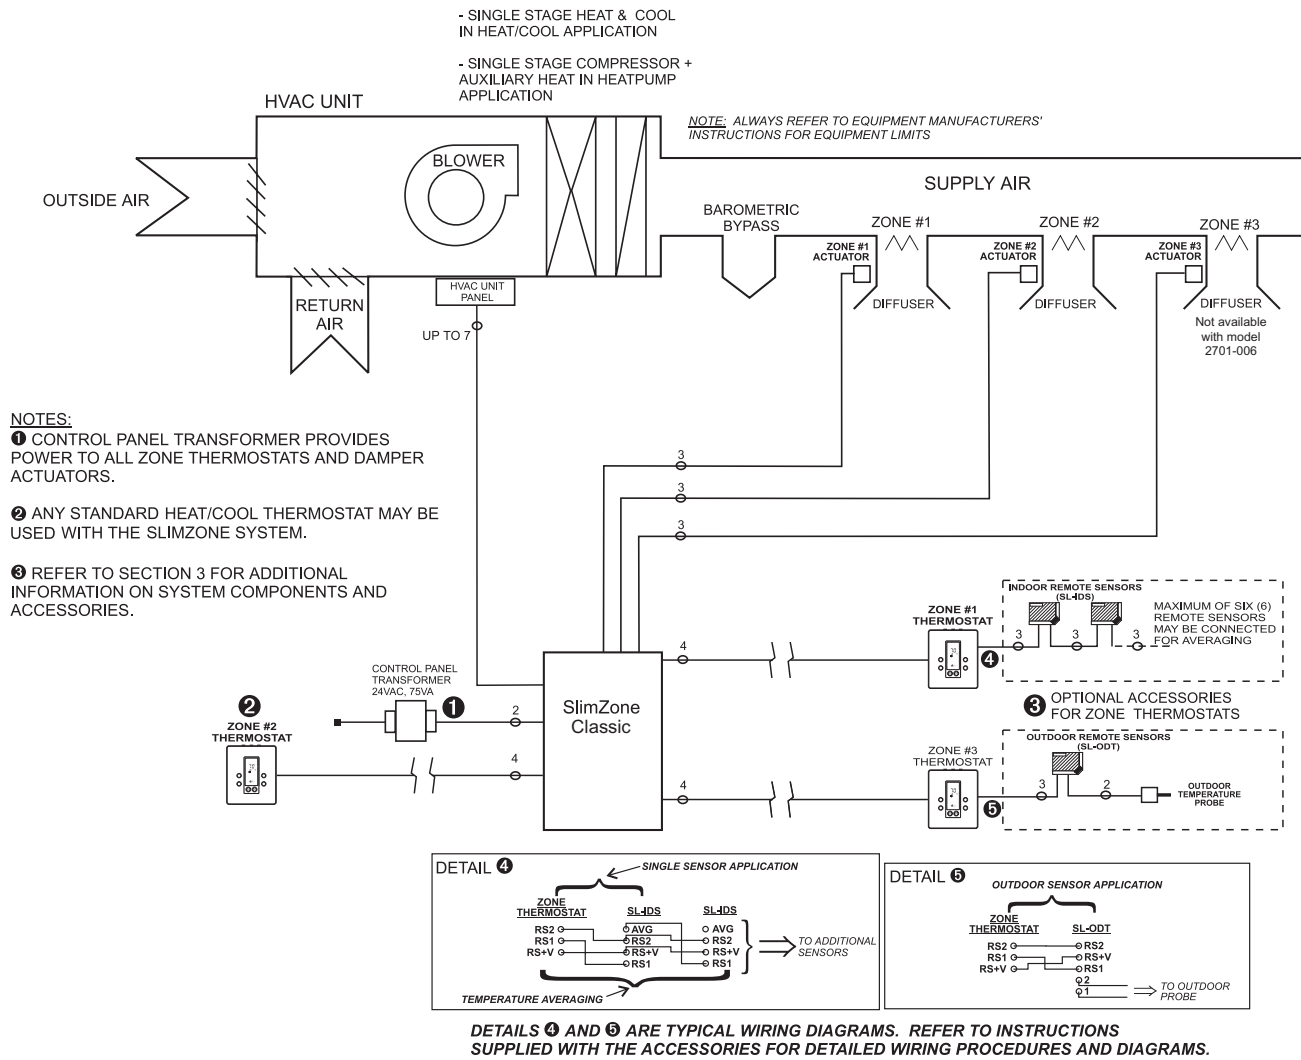 - SINGLE STAGE HEAT & COOL
IN HEAT/COOL APPLICATION
- SINGLE STAGE COMPRESSOR +
AUXILIARY HEAT IN HEATPUMP
APPLICATION
HVAC UNIT
NOTE: ALWAYS REFER TO EQUIPMENT MANUFACTURERS'
INSTRUCTIONS FOR EQUIPMENT LIMITS
BLOWER
OUTSIDE AIR
SUPPLY AIR
BAROMETRIC
BYPASS
ZONE #1
ZONE #2
ZONE #3
ZONE #1
ACTUATOR
ZONE #2
ACTUATOR
ZONE #3
ACTUATOR
HVAC UNIT
PANEL
RETURN
AIR
UP TO 7
DIFFUSER
DIFFUSER
DIFFUSER
Not available
with model
2701-006
NOTES:
❶ CONTROL PANEL TRANSFORMER PROVIDES
POWER TO ALL ZONE THERMOSTATS AND DAMPER
ACTUATORS.
❷ ANY STANDARD HEAT/COOL THERMOSTAT MAY BE
USED WITH THE SLIMZONE SYSTEM.
❸ REFER TO SECTION 3 FOR ADDITIONAL
INFORMATION ON SYSTEM COMPONENTS AND
ACCESSORIES.
3
3
3
INDOOR REMOTE SENSORS
(SL-IDS)
ZONE #1
THERMOSTAT
MAXIMUM OF SIX (6)
REMOTE SENSORS
MAY BE CONNECTED
FOR AVERAGING
3
3
3
4
❹
CONTROL PANEL
TRANSFORMER
24VAC, 75VA
❶
2
SlimZone
Classic
❸ OPTIONAL ACCESSORIES
FOR ZONE THERMOSTATS
❷
ZONE #2
THERMOSTAT
4
ZONE #3
THERMOSTAT
OUTDOOR REMOTE SENSORS
(SL-ODT)
4
❺
3
2
OUTDOOR
TEMPERATURE
PROBE
DETAIL ❹
SINGLE SENSOR APPLICATION
ZONE
THERMOSTAT
SL-IDS
SL-IDS
AVG
AVG
RS2
RS2
RS2
RS1
RS+V
RS+V
RS+V
RS1
RS1
TO ADDITIONAL
SENSORS
TEMPERATURE AVERAGING
DETAIL ❺
OUTDOOR SENSOR APPLICATION
ZONE
THERMOSTAT
SL-ODT
RS2
RS2
RS1
RS+V
RS+V
RS1
2
1
TO OUTDOOR
PROBE
DETAILS ❹ AND ❺ ARE TYPICAL WIRING DIAGRAMS. REFER TO INSTRUCTIONS
SUPPLIED WITH THE ACCESSORIES FOR DETAILED WIRING PROCEDURES AND DIAGRAMS.